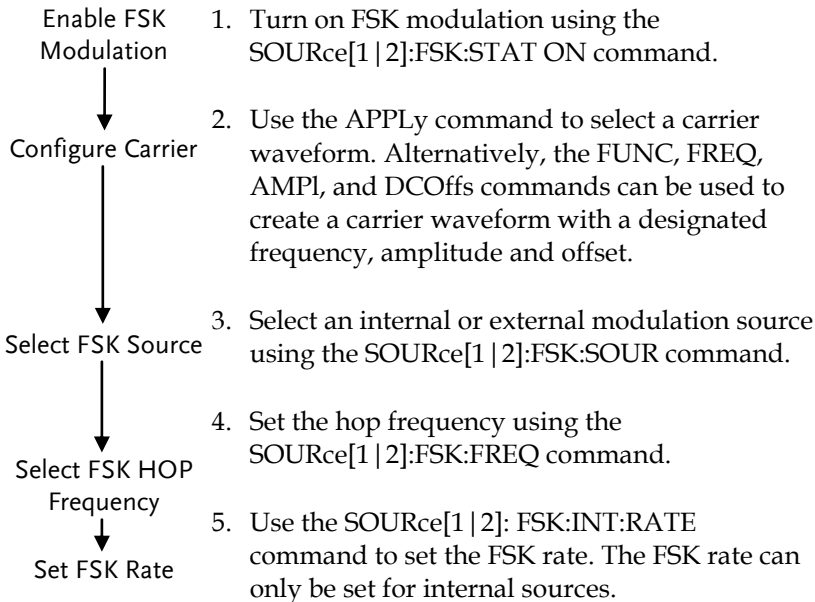 Enable FSK
Modulation
1. Turn on FSK modulation using the
SOURce[1|2]:FSK:STAT ON command.
Configure Carrier
2. Use the APPLy command to select a carrier
waveform. Alternatively, the FUNC, FREQ,
AMPl, and DCOffs commands can be used to
create a carrier waveform with a designated
frequency, amplitude and offset.
Select FSK Source
3. Select an internal or external modulation source
using the SOURce[1|2]:FSK:SOUR command.
Select FSK HOP
Frequency
4. Set the hop frequency using the
SOURce[1|2]:FSK:FREQ command.
Set FSK Rate
5. Use the SOURce[1|2]: FSK:INT:RATE
command to set the FSK rate. The FSK rate can
only be set for internal sources.